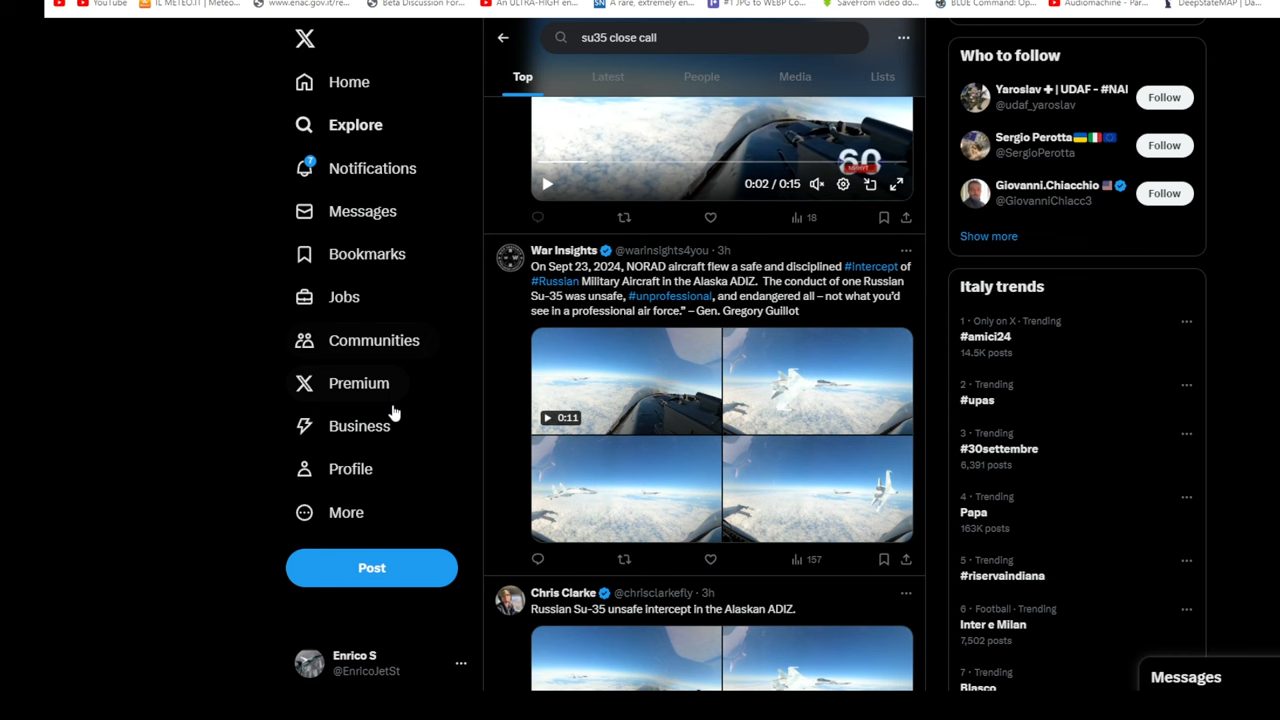 YouTube
IL METEO.IT | Meteo...
www.enac.gov.it/re...
Beta Discussion For...
An ULTRA-HIGH en...
A rare, extremely en...
#1 JPG to WEBP Co...
SaveFrom video do...
BLUE Command: Op...
Audiomachine - Par...
DeepStateMAP | Da...
Home
Explore
7
Notifications
Messages
Bookmarks
Jobs
Communities
Premium
Business
Profile
More
Post
Enrico S
@EnricoJetSt
su35 close call
Top
Latest
People
Media
Lists
60
0:02 / 0:15
18
War Insights @warinsights4you · 3h
On Sept 23, 2024, NORAD aircraft flew a safe and disciplined #intercept of
#Russian Military Aircraft in the Alaska ADIZ. The conduct of one Russian
Su-35 was unsafe, #unprofessional, and endangered all – not what you'd
see in a professional air force." – Gen. Gregory Guillot
0:11
157
Chris Clarke @chrisclarkefly · 3h
Russian Su-35 unsafe intercept in the Alaskan ADIZ.
Who to follow
Yaroslav | UDAF - #NAI
@udaf_yaroslav
Follow
Sergio Perotta
@SergioPerotta
Follow
Giovanni.Chiacchio
@GiovanniChiacc3
Follow
Show more
Italy trends
1 · Only on X · Trending
#amici24
14.5K posts
2 · Trending
#upas
3 · Trending
#30settembre
6,391 posts
4 · Trending
Papa
163K posts
5 · Trending
#riservaindiana
6 · Football · Trending
Inter e Milan
7,502 posts
7 · Trending
Blasco
Messages